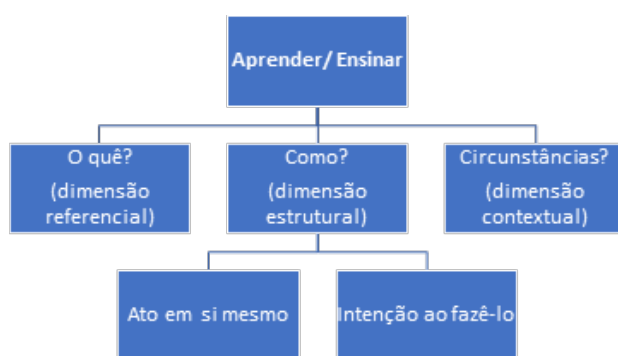 Aprender/ Ensinar
O quê?
(dimensão
referencial)
Como?
(dimensão
estrutural)
Circunstâncias?
(dimensão
contextual)
Ato em si mesmo
Intenção ao fazê-lo